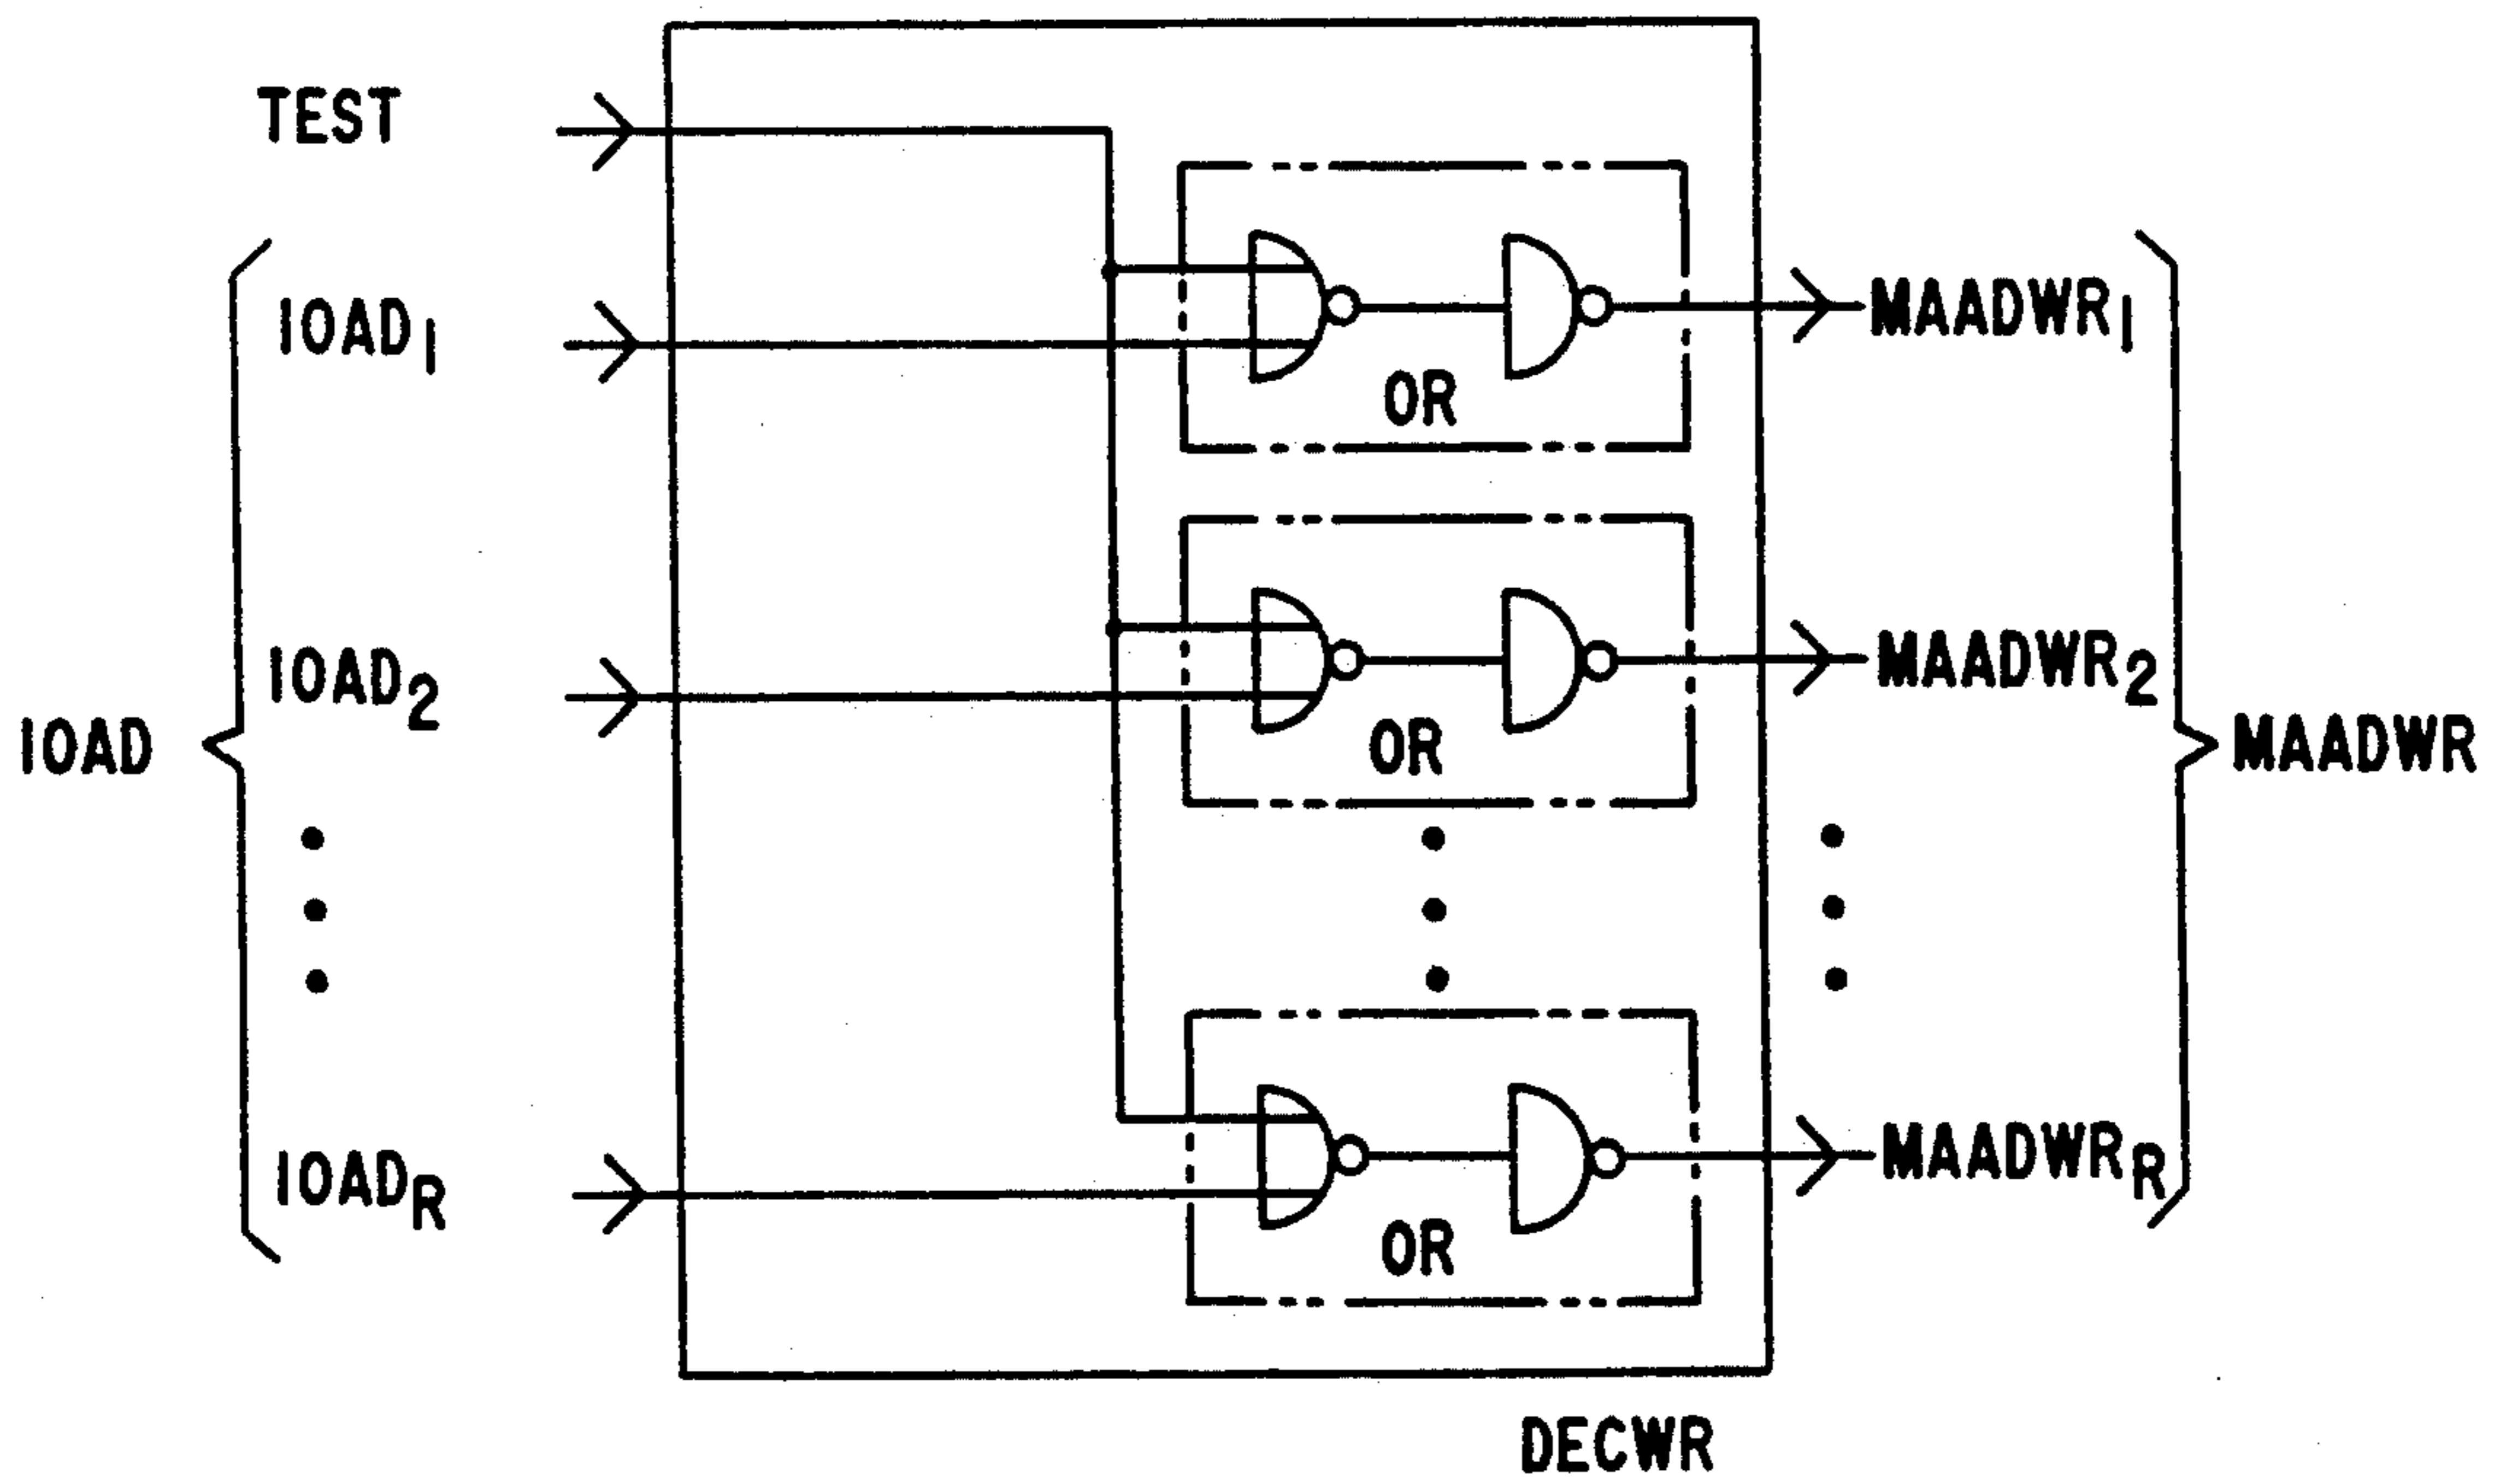 TEST
IOAD1
MAADWR1
OR
IOAD2
MAADWR2
IOAD
OR
MAADWR
IOADR
MAADWRR
OR
DECWR